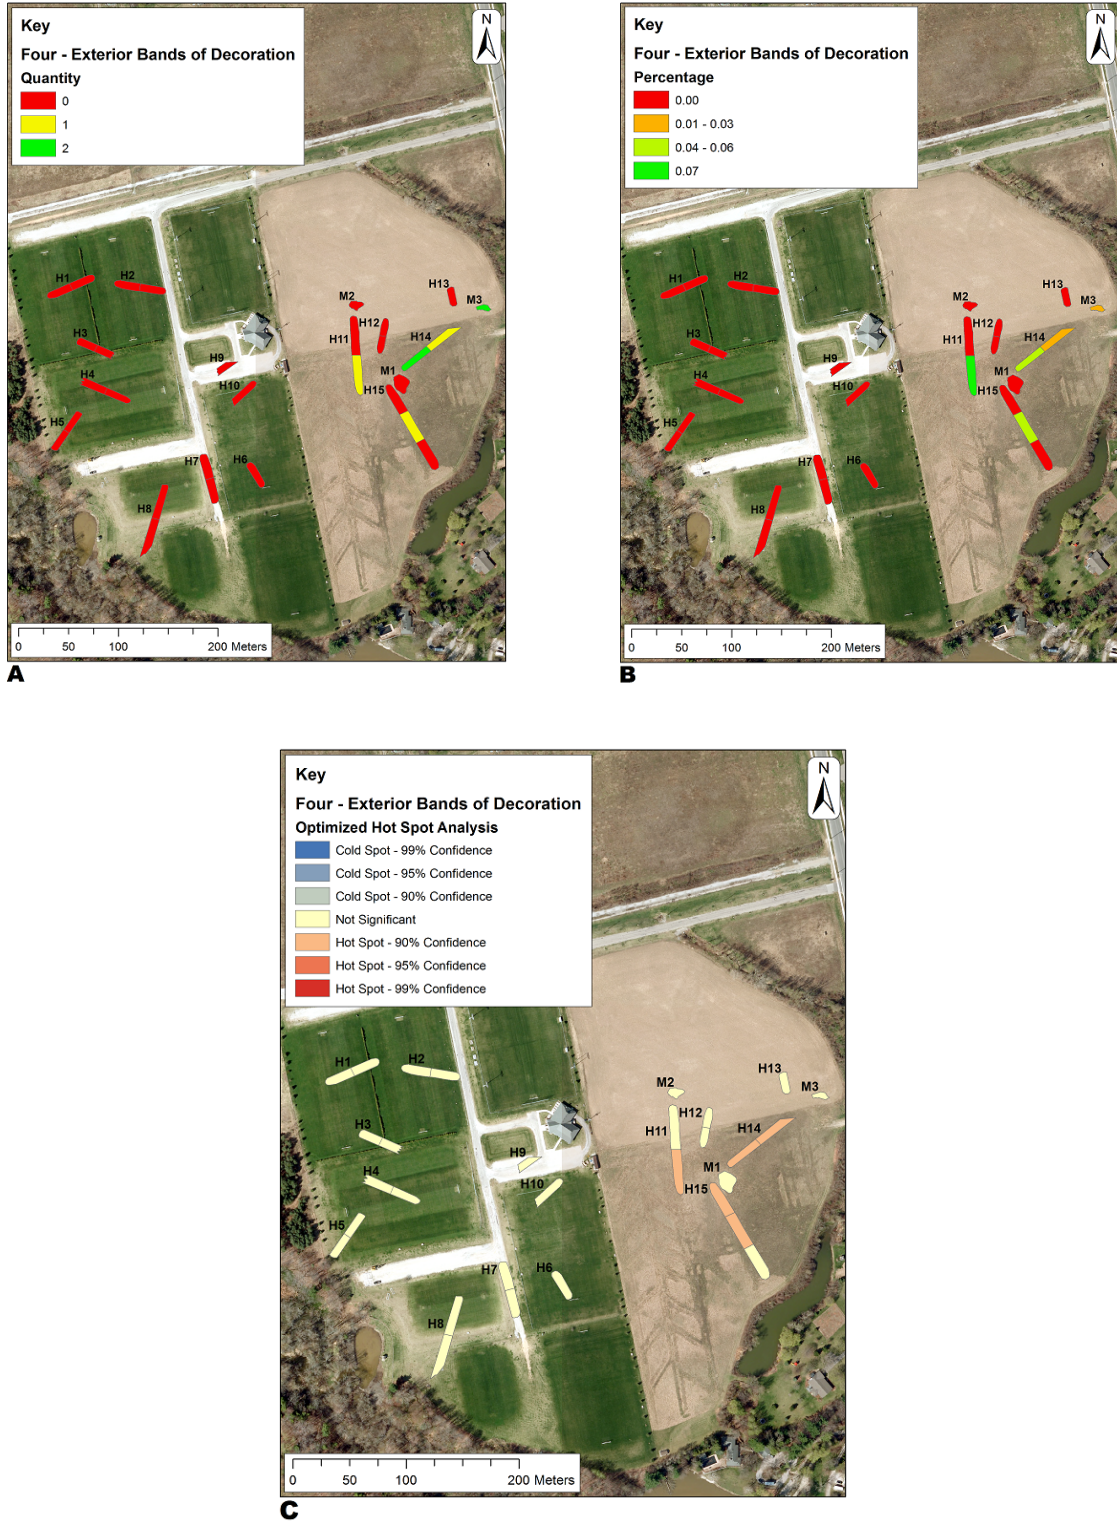 Key
Four - Exterior Bands of Decoration
Quantity
0
1
2
N
H1
H2
H3
H4
H5
H6
H7
H8
H9
H10
H11
H12
H13
H14
H15
M1
M2
M3
0 50 100 200 Meters
A
Key
Four - Exterior Bands of Decoration
Percentage
0.00
0.01 - 0.03
0.04 - 0.06
0.07
N
H1
H2
H3
H4
H5
H6
H7
H8
H9
H10
H11
H12
H13
H14
H15
M1
M2
M3
0 50 100 200 Meters
B
Key
Four - Exterior Bands of Decoration
Optimized Hot Spot Analysis
Cold Spot - 99% Confidence
Cold Spot - 95% Confidence
Cold Spot - 90% Confidence
Not Significant
Hot Spot - 90% Confidence
Hot Spot - 95% Confidence
Hot Spot - 99% Confidence
N
H1
H2
H3
H4
H5
H6
H7
H8
H9
H10
H11
H12
H13
H14
H15
M1
M2
M3
0 50 100 200 Meters
C